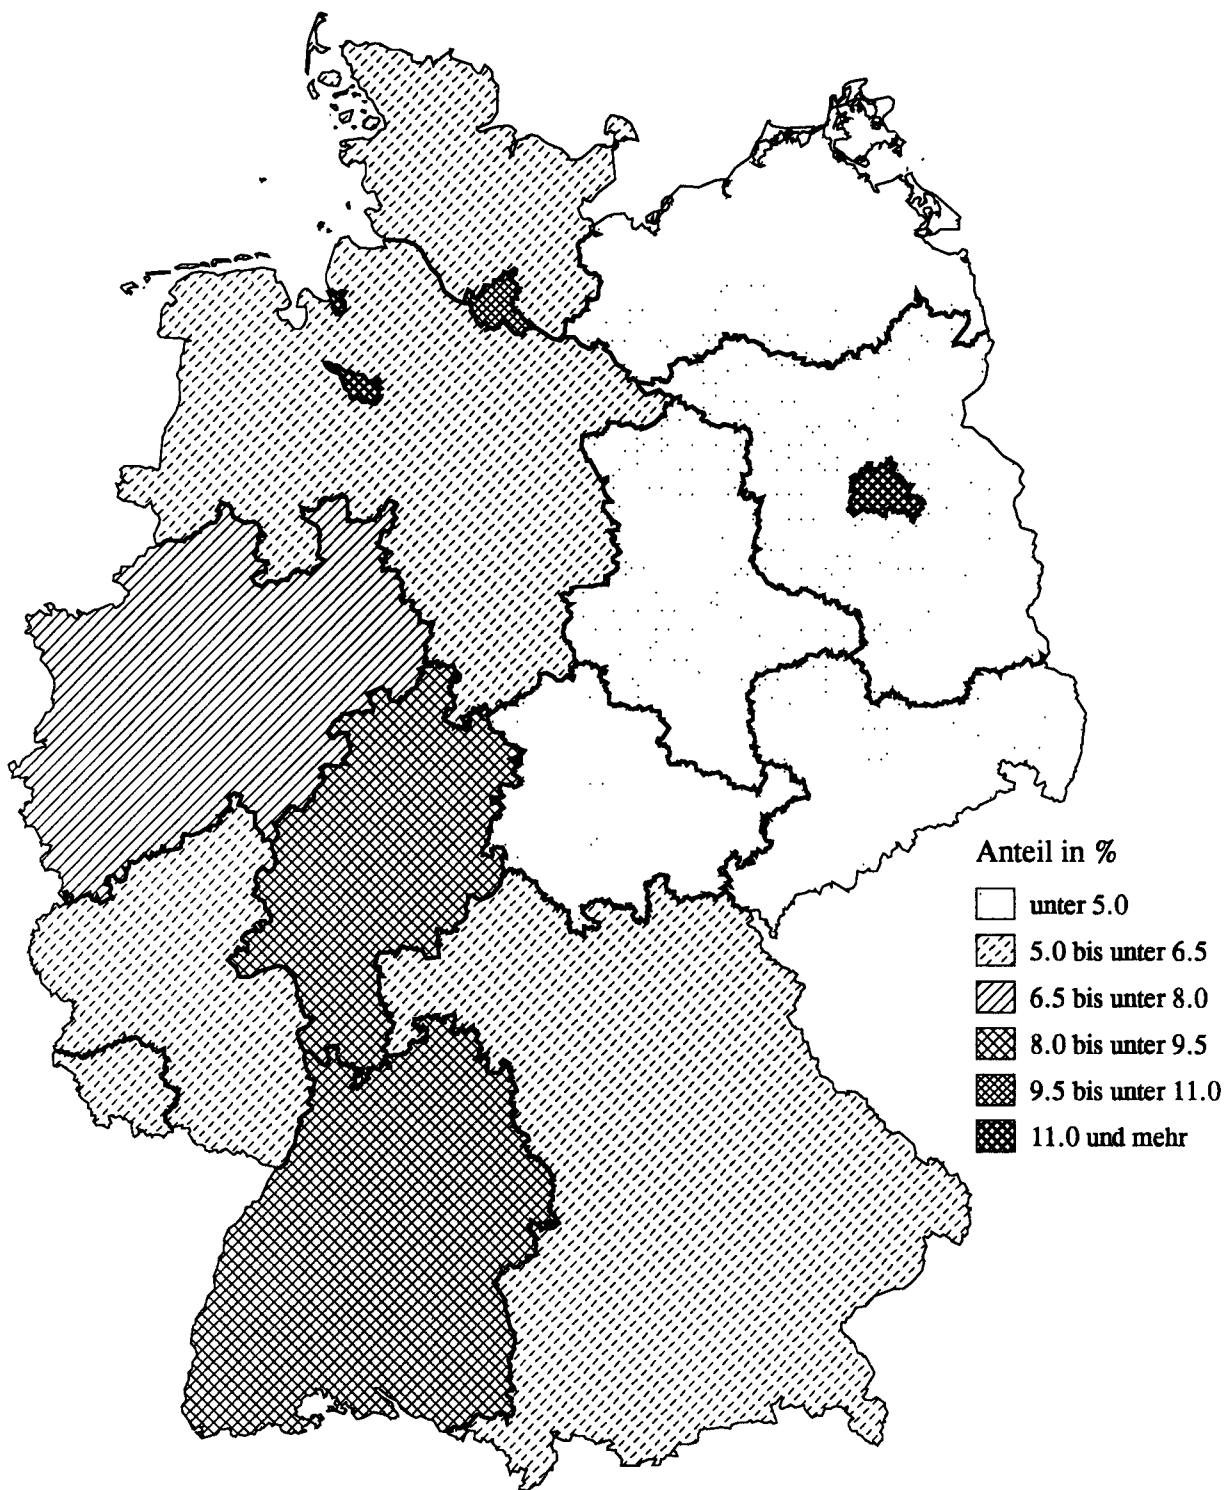 Anteil in %
unter 5.0
5.0 bis unter 6.5
6.5 bis unter 8.0
8.0 bis unter 9.5
9.5 bis unter 11.0
11.0 und mehr